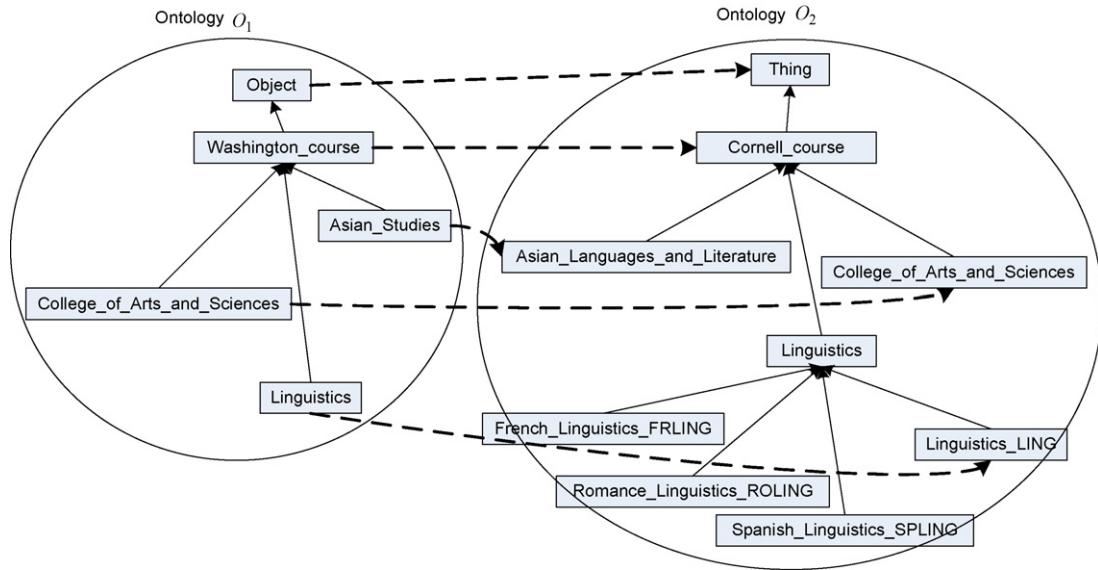 Ontology O1
Ontology O2
Object
Thing
Washington_course
Cornell_course
Asian_Studies
Asian_Languages_and_Literature
College_of_Arts_and_Sciences
College_of_Arts_and_Sciences
Linguistics
Linguistics
French_Linguistics_FRLING
Linguistics_LING
Romance_Linguistics_ROLING
Spanish_Linguistics_SPLING